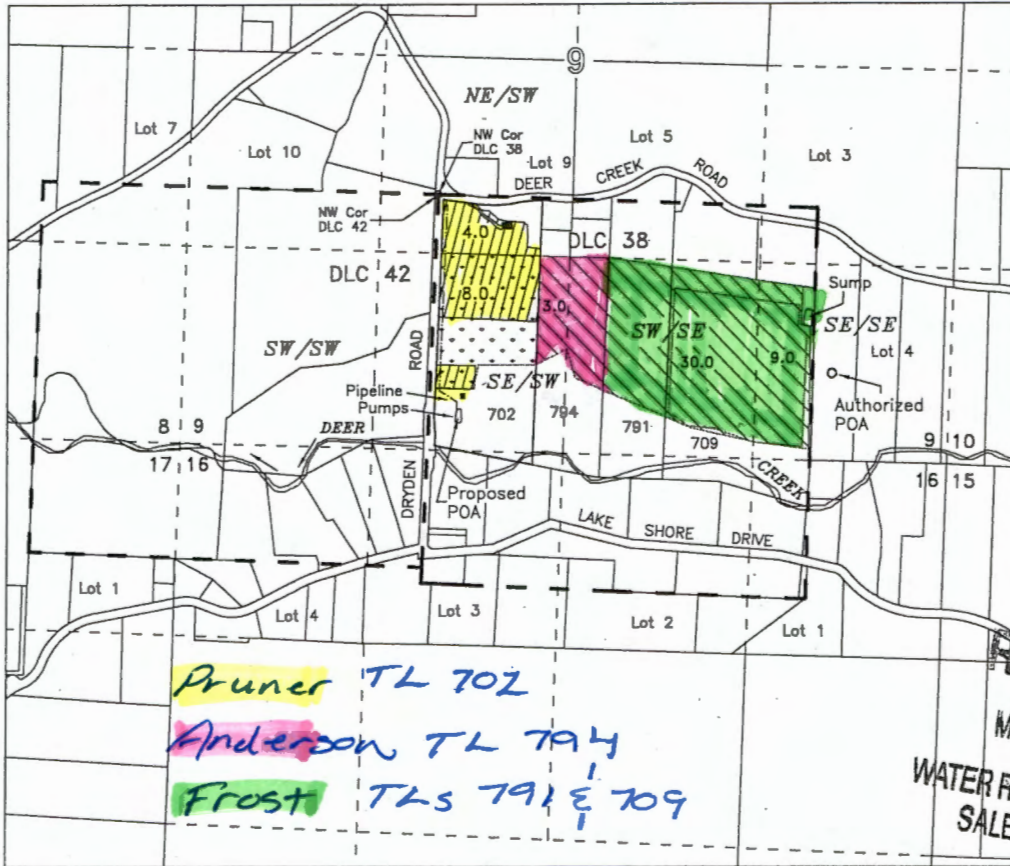 9
NE/SW
Lot 7
Lot 10
NW Cor
DLC 38
Lot 9
Lot 5
Lot 3
DEER CREEK ROAD
NW Cor
DLC 42
4.0
DLC 38
DLC 42
8.0
3.0
Sump
SW/SW
SW/SE
SE/SE
Lot 4
30.0
9.0
ROAD
SE/SW
Pipeline
Pumps
702
794
791
709
Authorized
POA
8 9
17 16
DEER
CREEK
9 10
16 15
DRYDEN
Proposed
POA
LAKE SHORE DRIVE
Lot 1
Lot 4
Lot 3
Lot 2
Lot 1
Pruner TL 702
Anderson TL 794
Frost TLs 791 & 709
M
WATER R
SALE